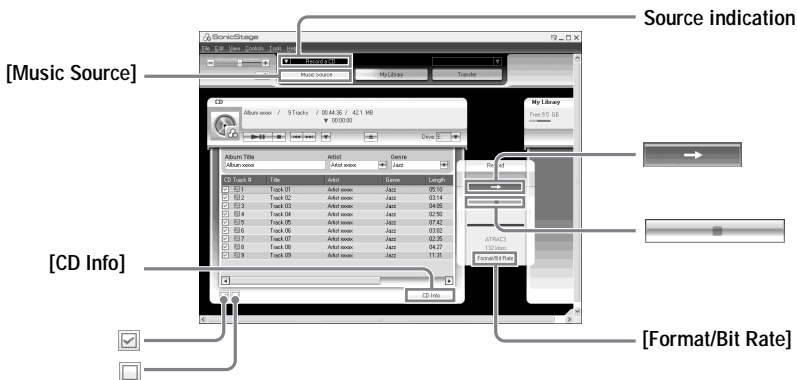 Source indication
SonicStage
File Edit View Controls Tools Help
Record a CD
[Music Source]
Music Source
My Library
Transfer
CD
My Library
Album xxxxx / 9 Tracks / 00:44:36 / 42.1 MB
00:00:00
Free 9.5 GB
Drive E:
Album Title Artist Genre
Album xxxxx Artist xxxxx Jazz
Record
CD Track # Title Artist Genre Length
1 Track 01 Artist xxxxx Jazz 05:10
2 Track 02 Artist xxxxx Jazz 03:14
3 Track 03 Artist xxxxx Jazz 04:05
4 Track 04 Artist xxxxx Jazz 02:50
5 Track 05 Artist xxxxx Jazz 07:42
6 Track 06 Artist xxxxx Jazz 03:02
7 Track 07 Artist xxxxx Jazz 02:35
8 Track 08 Artist xxxxx Jazz 04:27
9 Track 09 Artist xxxxx Jazz 11:31
ATRAC3
132 kbps
Format/Bit Rate
[CD Info]
CD Info
[Format/Bit Rate]